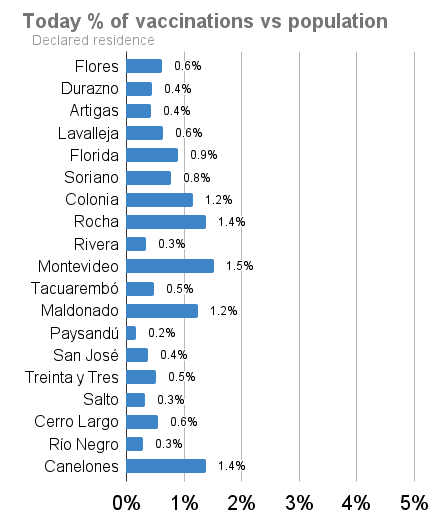 Today % of vaccinations vs population
Declared residence
Flores 0.6%
Durazno 0.4%
Artigas 0.4%
Lavalleja 0.6%
Florida 0.9%
Soriano 0.8%
Colonia 1.2%
Rocha 1.4%
Rivera 0.3%
Montevideo 1.5%
Tacuarembó 0.5%
Maldonado 1.2%
Paysandú 0.2%
San José 0.4%
Treinta y Tres 0.5%
Salto 0.3%
Cerro Largo 0.6%
Río Negro 0.3%
Canelones 1.4%
0% 1% 2% 3% 4% 5%